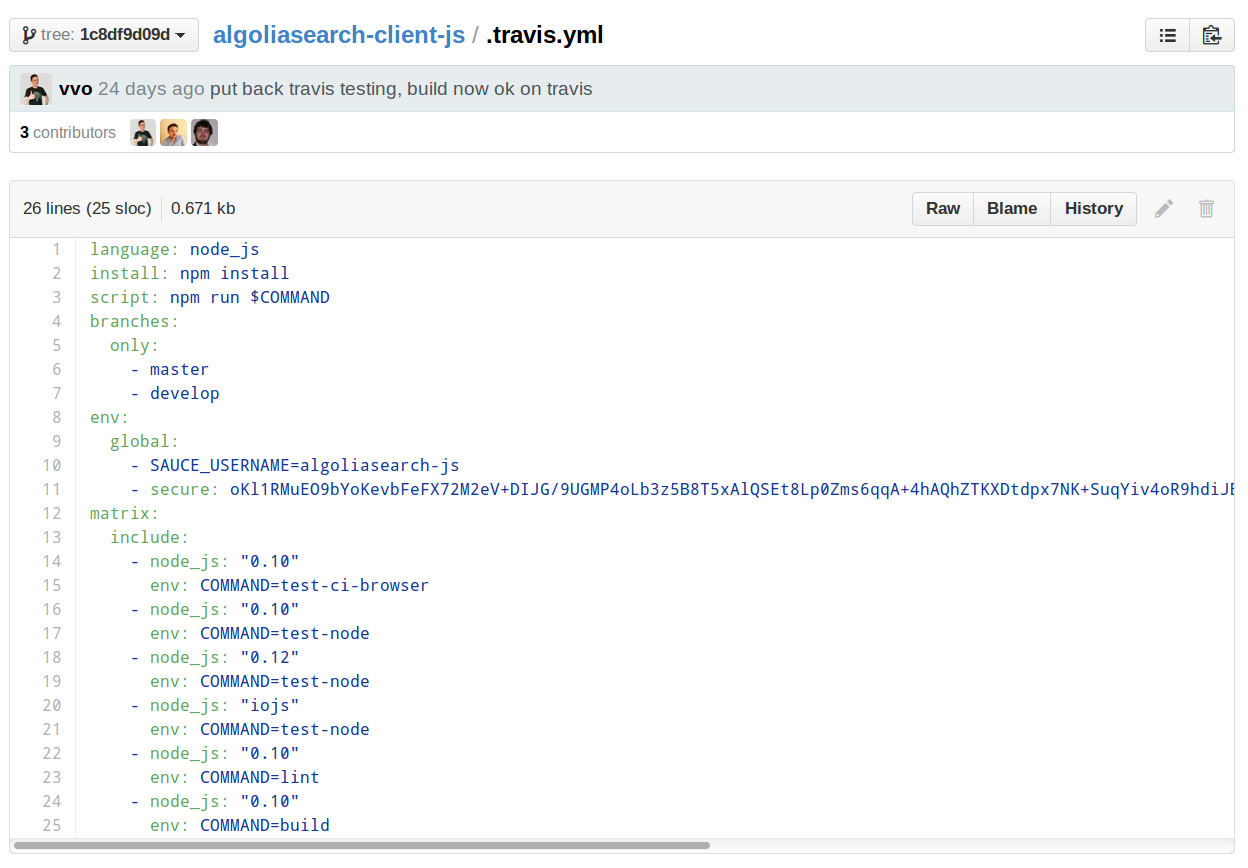 tree: 1c8df9d09d algoliasearch-client-js / .travis.yml
vvo 24 days ago put back travis testing, build now ok on travis
3 contributors
26 lines (25 sloc) 0.671 kb Raw Blame History
1 language: node_js
2 install: npm install
3 script: npm run $COMMAND
4 branches:
5 only:
6 - master
7 - develop
8 env:
9 global:
10 - SAUCE_USERNAME=algoliasearch-js
11 - secure: oKl1RMuEO9bYoKevbFeFX72M2eV+DIJG/9UGMP4oLb3z5B8T5xAlQSEt8Lp0Zms6qqA+4hAQhZTKXDtdpx7NK+SuqYiv4oR9hdiJE
12 matrix:
13 include:
14 - node_js: "0.10"
15 env: COMMAND=test-ci-browser
16 - node_js: "0.10"
17 env: COMMAND=test-node
18 - node_js: "0.12"
19 env: COMMAND=test-node
20 - node_js: "iojs"
21 env: COMMAND=test-node
22 - node_js: "0.10"
23 env: COMMAND=lint
24 - node_js: "0.10"
25 env: COMMAND=build